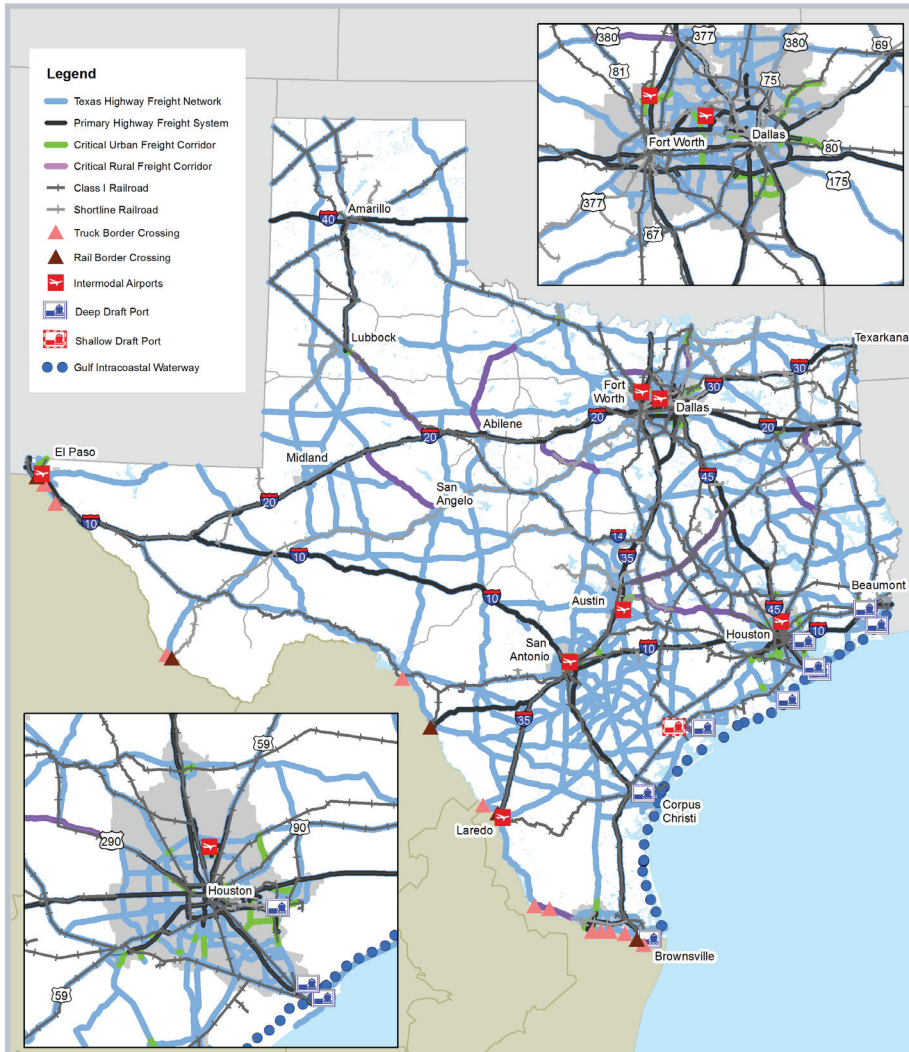 Legend
Texas Highway Freight Network
Primary Highway Freight System
Critical Urban Freight Corridor
Critical Rural Freight Corridor
Class I Railroad
Shortline Railroad
Truck Border Crossing
Rail Border Crossing
Intermodal Airports
Deep Draft Port
Shallow Draft Port
Gulf Intracoastal Waterway
380
377
380
69
81
75
Fort Worth
Dallas
80
175
377
67
Amarillo
40
Lubbock
Texarkana
30
Fort
Worth
30
Dallas
20
Abilene
20
20
El Paso
Midland
45
San
Angelo
20
10
14
35
10
10
Beaumont
Austin
45
Houston
10
San
Antonio
10
35
Corpus
Christi
Laredo
Brownsville
59
290
90
Houston
59